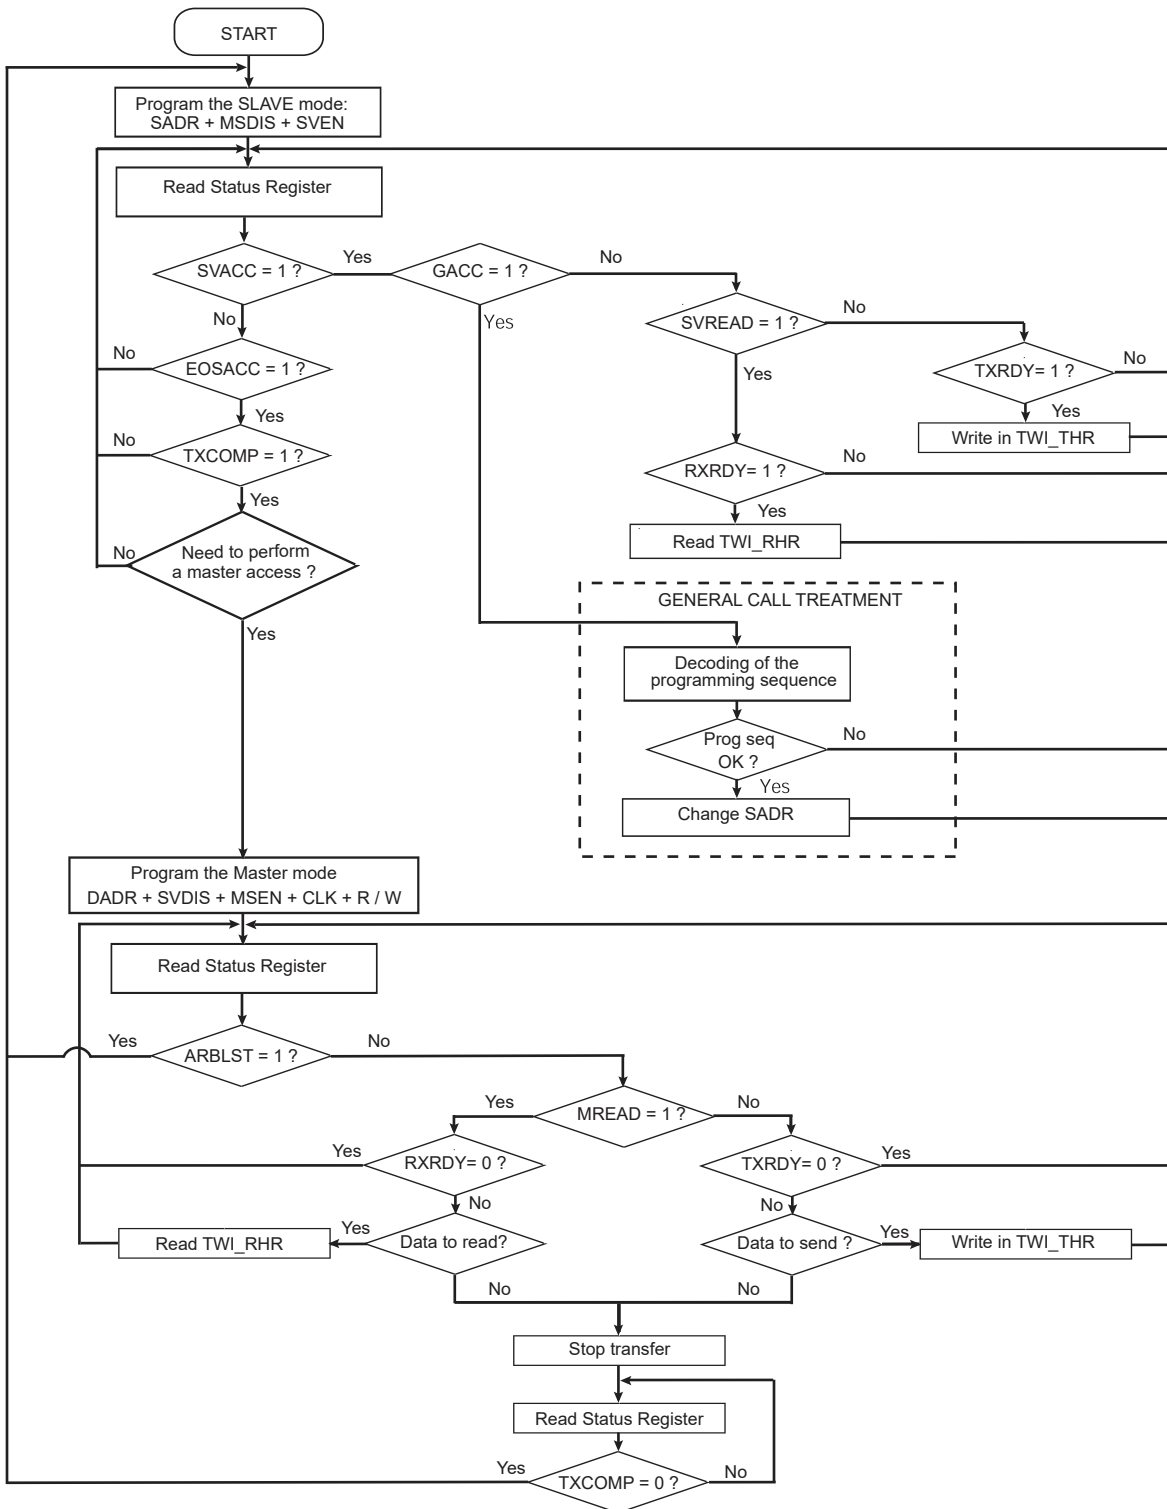 START
Program the SLAVE mode:
SADR + MSDIS + SVEN
Read Status Register
SVACC = 1 ?
Yes
GACC = 1 ?
No
No
Yes
SVREAD = 1 ?
No
No
EOSACC = 1 ?
Yes
TXRDY= 1 ?
No
Yes
Yes
Write in TWI_THR
No
TXCOMP = 1 ?
RXRDY= 1 ?
No
Yes
Yes
No
Need to perform
a master access ?
Read TWI_RHR
GENERAL CALL TREATMENT
Yes
Decoding of the
programming sequence
Prog seq
OK ?
No
Yes
Change SADR
Program the Master mode
DADR + SVDIS + MSEN + CLK + R / W
Read Status Register
Yes
ARBLST = 1 ?
No
Yes
MREAD = 1 ?
No
Yes
RXRDY= 0 ?
TXRDY= 0 ?
Yes
No
No
Read TWI_RHR
Yes
Data to read?
Data to send ?
Yes
Write in TWI_THR
No
No
Stop transfer
Read Status Register
Yes
TXCOMP = 0 ?
No